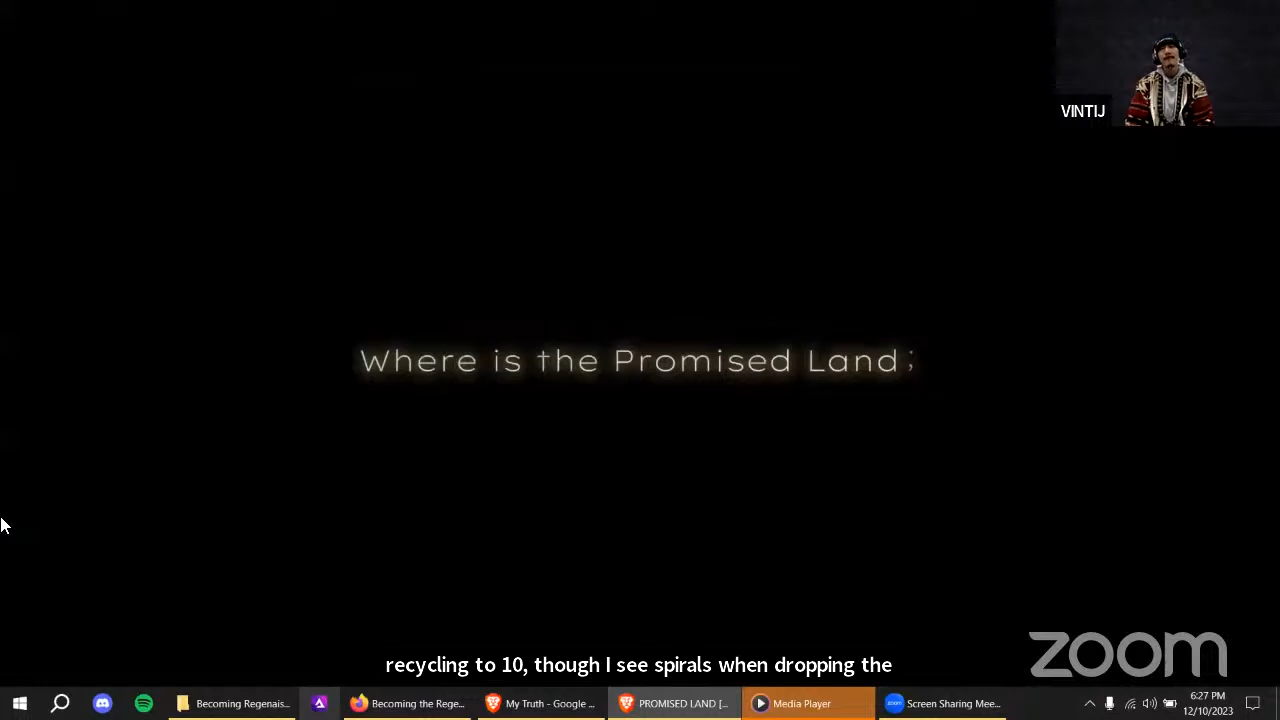 VINTIJ
Where is the Promised Land;
recycling to 10, though I see spirals when dropping the
zoom
Becoming Regenais...
Becoming the Rege...
My Truth - Google ...
PROMISED LAND [...
Media Player
zoom
Screen Sharing Mee...
6:27 PM
12/10/2023